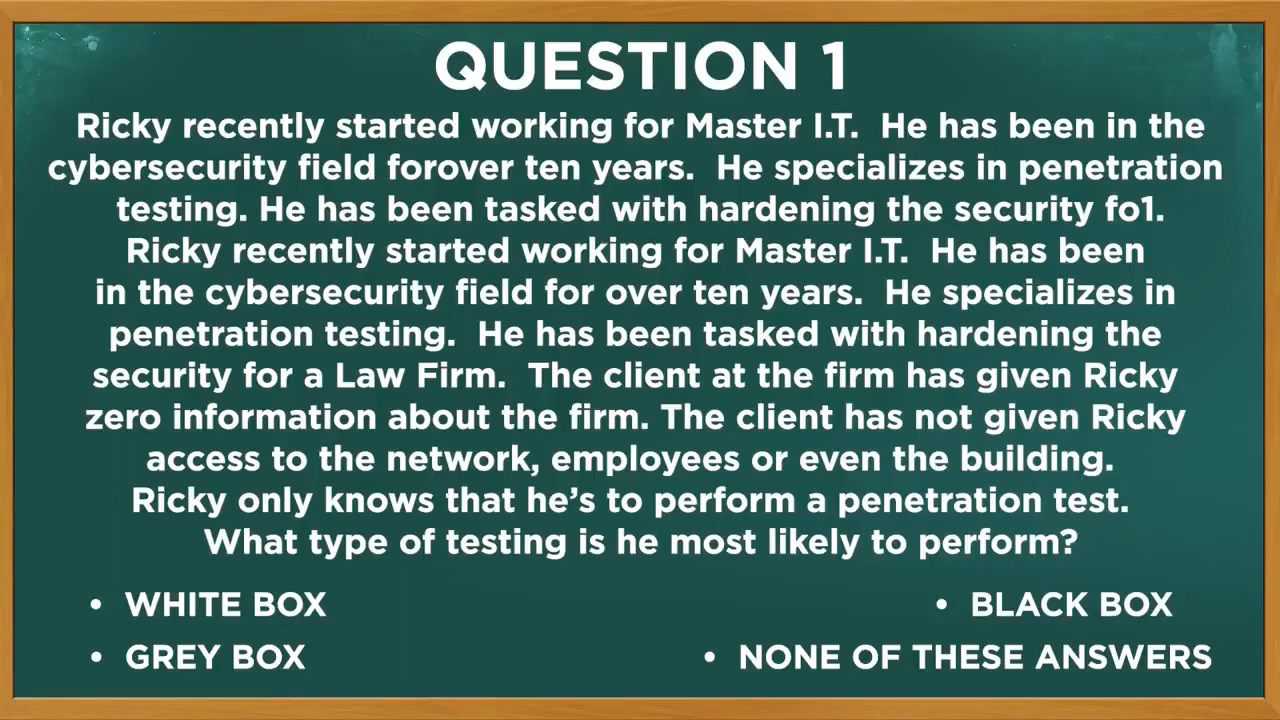 QUESTION 1
Ricky recently started working for Master I.T.  He has been in the
cybersecurity field forover ten years.  He specializes in penetration
testing. He has been tasked with hardening the security fo1.
Ricky recently started working for Master I.T.  He has been
in the cybersecurity field for over ten years.  He specializes in
penetration testing.  He has been tasked with hardening the
security for a Law Firm.  The client at the firm has given Ricky
zero information about the firm. The client has not given Ricky
access to the network, employees or even the building.
Ricky only knows that he’s to perform a penetration test.
What type of testing is he most likely to perform?
• WHITE BOX
• BLACK BOX
• GREY BOX
• NONE OF THESE ANSWERS